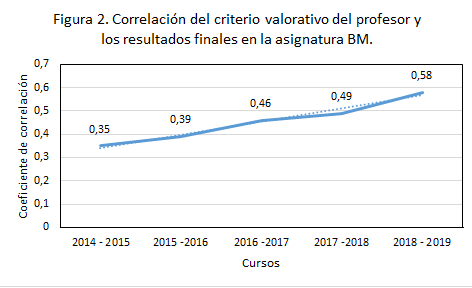 Figura 2. Correlación del criterio valorativo del profesor y
los resultados finales en la asignatura BM.
0,7
0,6
0,5
0,4
0,3
0,2
0,1
0
Coeficiente de correlación
0,35
0,39
0,46
0,49
0,58
2014 - 2015
2015 -2016
2016 -2017
2017 -2018
2018 - 2019
Cursos